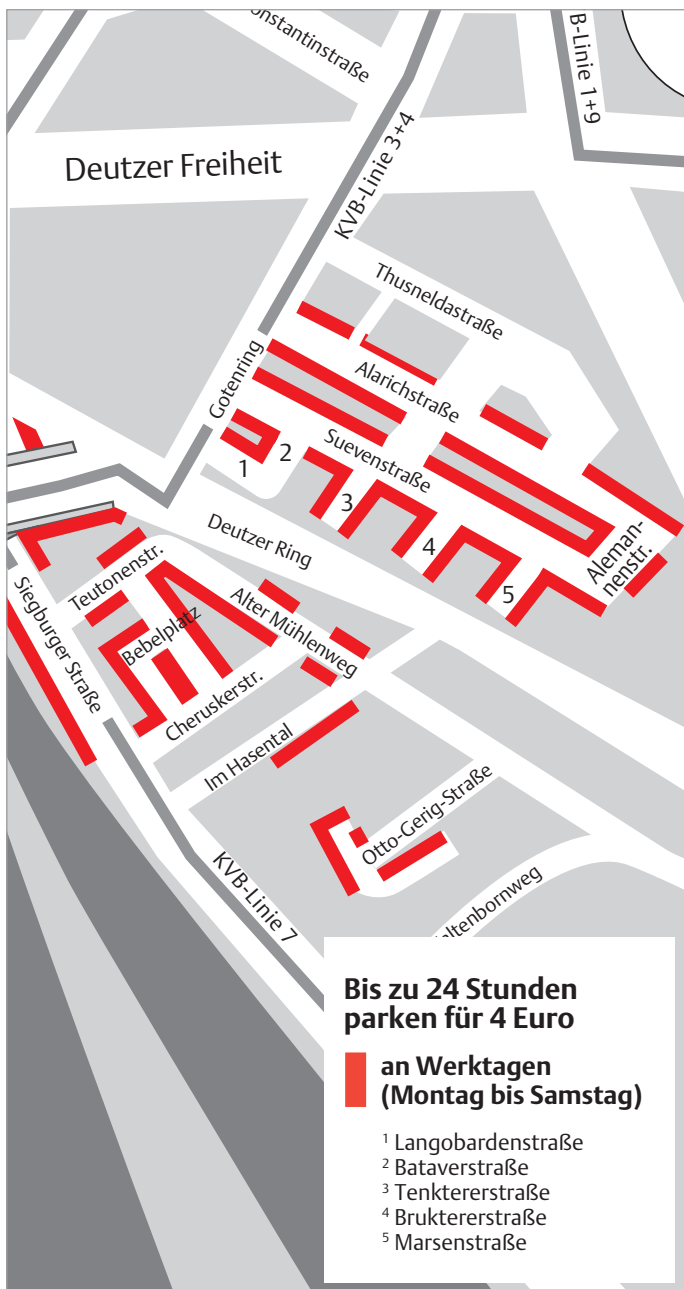 onstantinstraße
B-Linie 1+9
Deutzer Freiheit
KVB-Linie 3+4
Thusneldastraße
Gotenring
Alarichstraße
Suevenstraße
1
2
3
4
5
Aleman-
nenstr.
Deutzer Ring
Teutonenstr.
Siegburger Straße
Bebelplatz
Alter Mühlenweg
Cheruskerstr.
Im Hasental
Otto-Gerig-Straße
KVB-Linie 7
ltenbornweg
Bis zu 24 Stunden
parken für 4 Euro
an Werktagen
(Montag bis Samstag)
1 Langobardenstraße
2 Bataverstraße
3 Tenktererstraße
4 Bruktererstraße
5 Marsenstraße